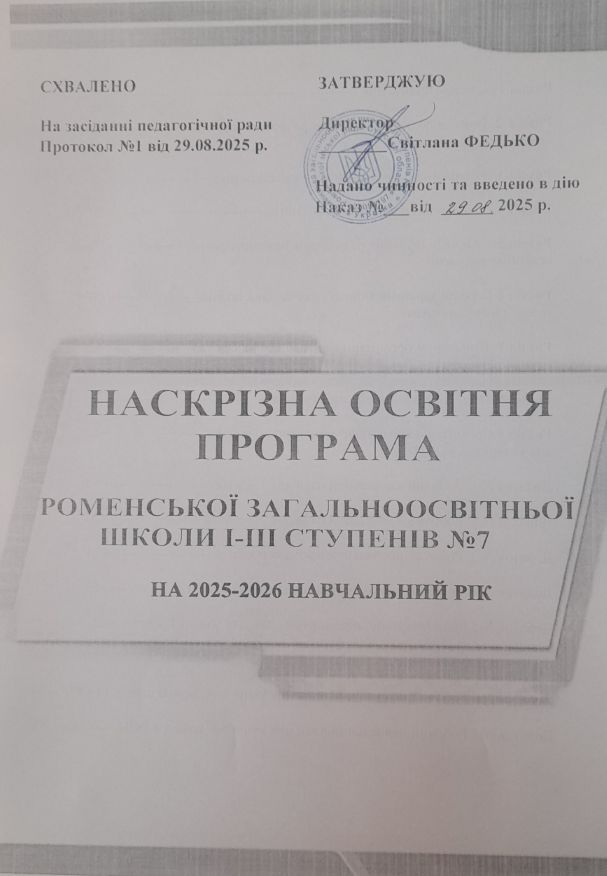 СХВАЛЕНО
На засіданні педагогічної ради
Протокол №1 від 29.08.2025 р.
ЗАТВЕРДЖУЮ
Директор
Світлана ФЕДЬКО
Надано чинності та введено в дію
Наказ №___від 29.08. 2025 р.
НАСКРІЗНА ОСВІТНЯ
ПРОГРАМА
РОМЕНСЬКОЇ ЗАГАЛЬНООСВІТНЬОЇ
ШКОЛИ І-ІІІ СТУПЕНІВ №7
НА 2025-2026 НАВЧАЛЬНИЙ РІК